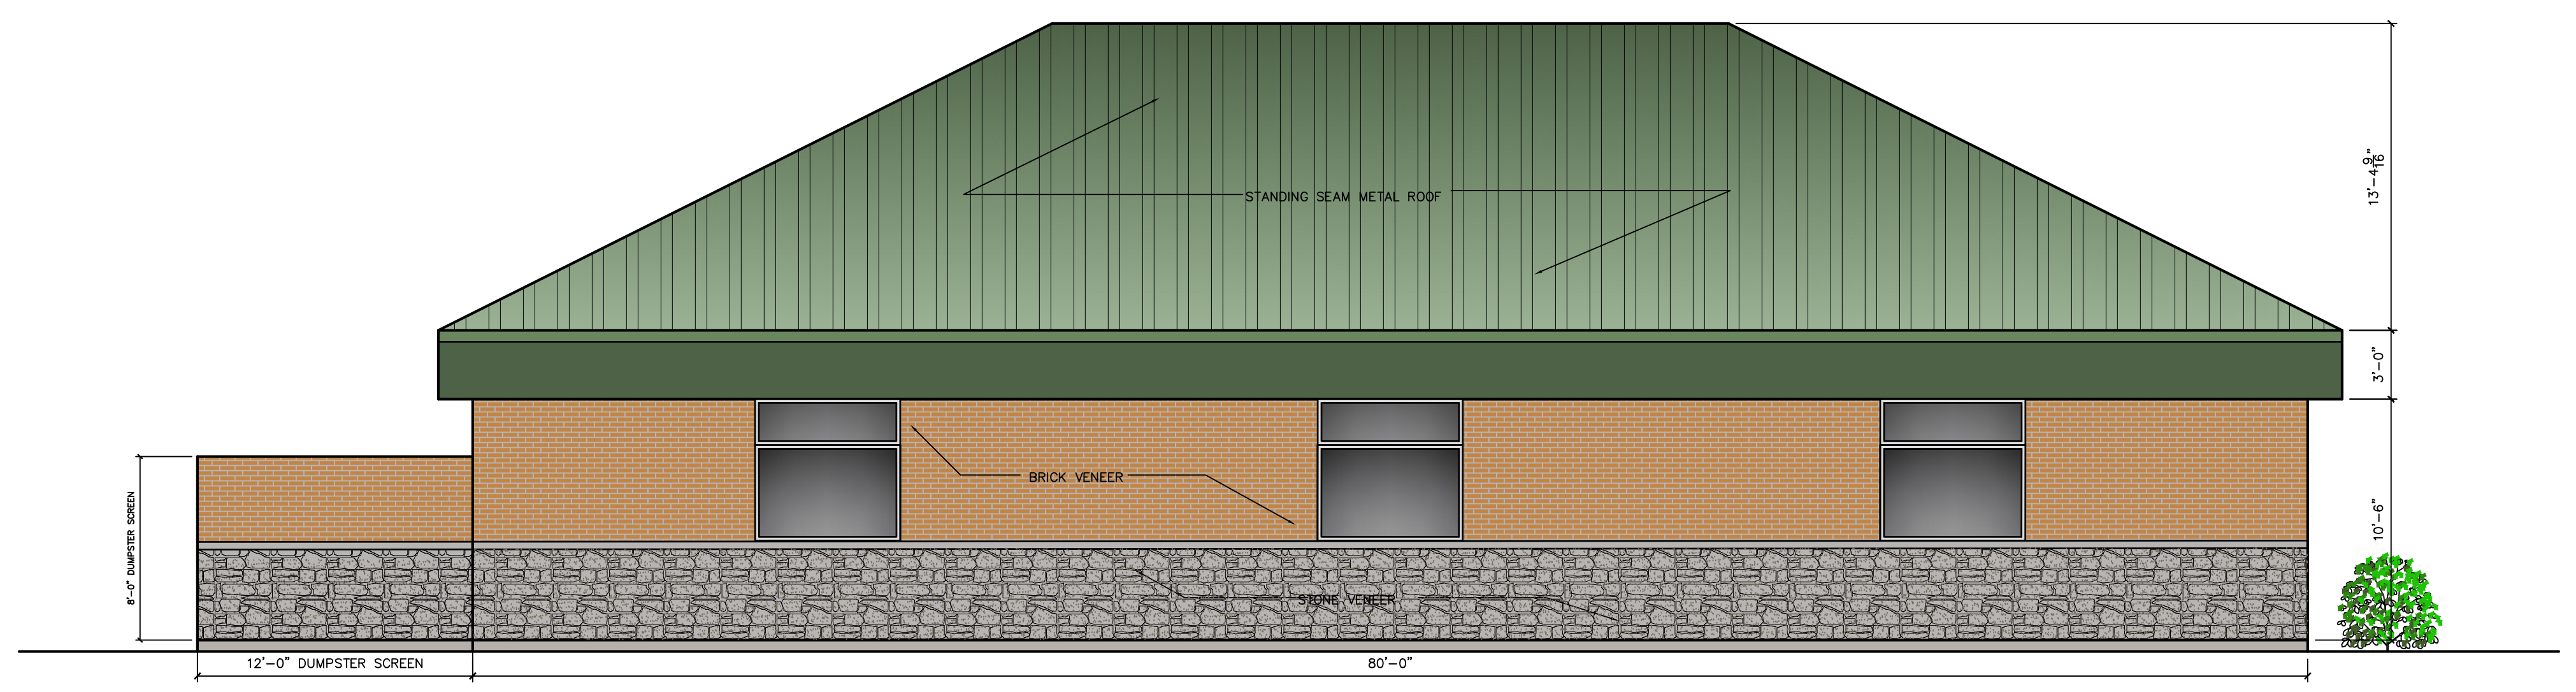 STANDING SEAM METAL ROOF
13'-4 9/16"
3'-0"
BRICK VENEER
10'-6"
8'-0" DUMPSTER SCREEN
STONE VENEER
12'-0" DUMPSTER SCREEN
80'-0"